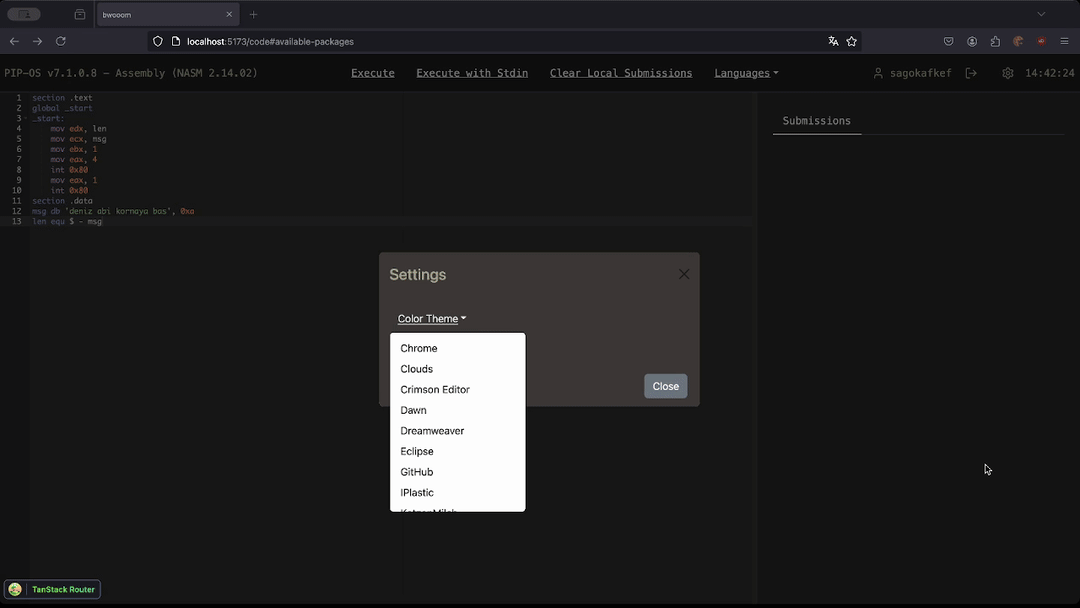 bwooom
localhost:5173/code#available-packages
PIP-OS v7.1.0.8 – Assembly (NASM 2.14.02)
Execute
Execute with Stdin
Clear Local Submissions
Languages
sagokafkef
14:42:24
1 section .text
2 global _start
3 _start:
4 mov edx, len
5 mov ecx, msg
6 mov ebx, 1
7 mov eax, 4
8 int 0x80
9 mov eax, 1
10 int 0x80
11 section .data
12 msg db 'deniz abi kornaya bas', 0xa
13 len equ $ - msg
Submissions
Settings
Color Theme
Chrome
Clouds
Crimson Editor
Dawn
Dreamweaver
Eclipse
GitHub
IPlastic
Close
TanStack Router